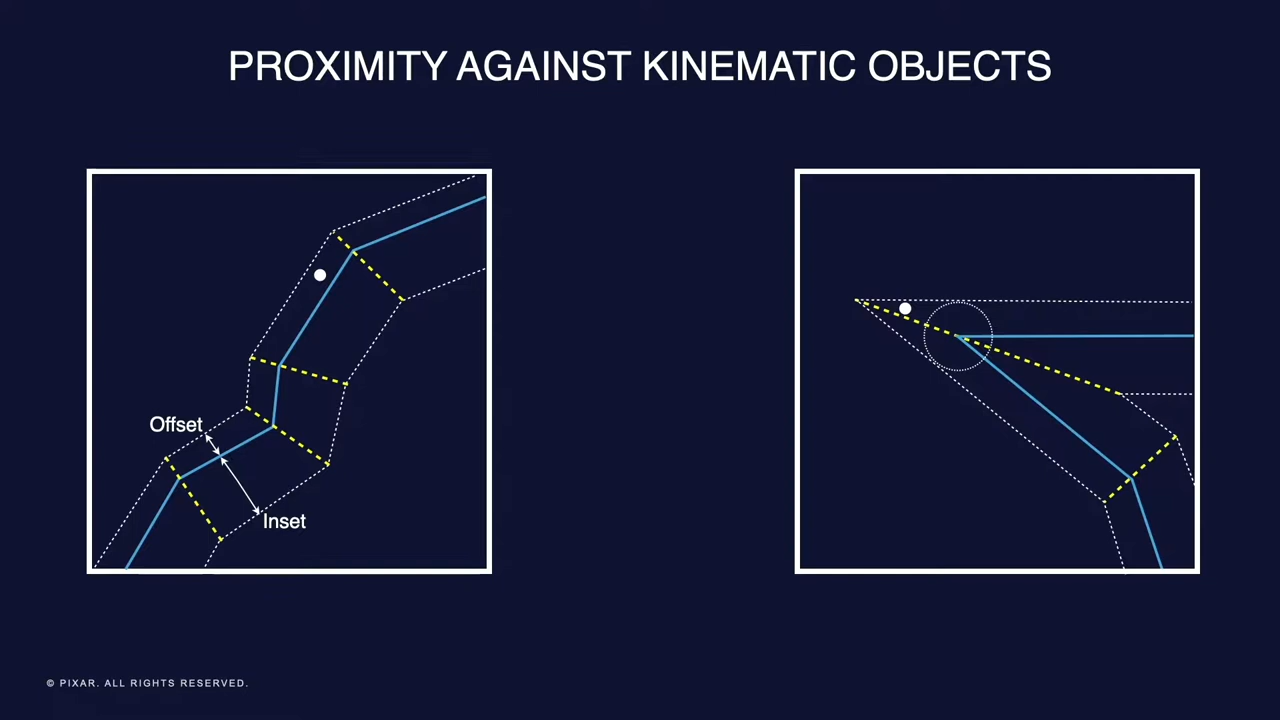 PROXIMITY AGAINST KINEMATIC OBJECTS
Offset
Inset
© PIXAR. ALL RIGHTS RESERVED.